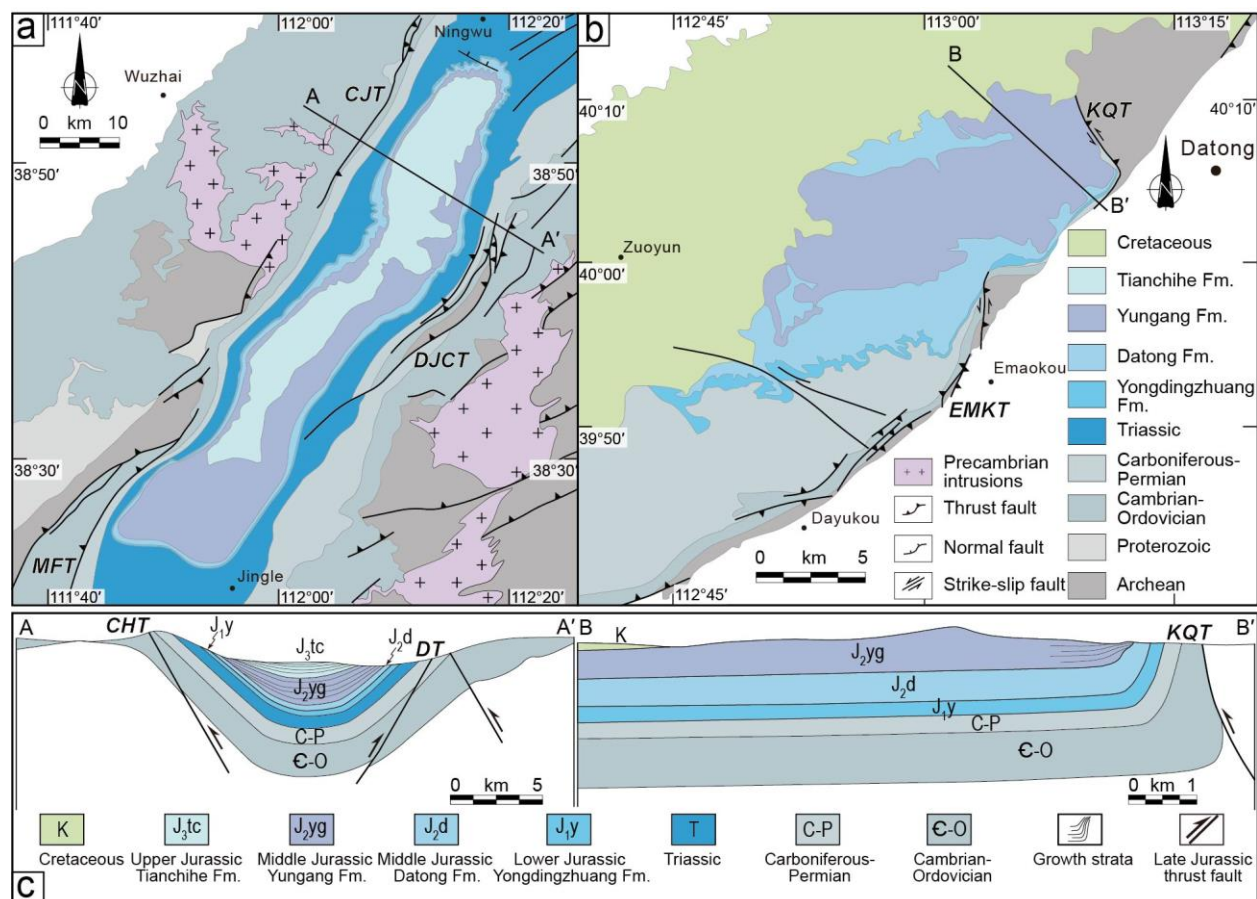 a
111°40′
112°00′
112°20′
Ningwu
Wuzhai
A
CJT
0 km 10
38°50′
38°50′
A′
DJCT
38°30′
38°30′
MFT
Jingle
111°40′
112°00′
112°20′
b
112°45′
113°00′
113°15′
B
40°10′
40°10′
KQT
Datong
B′
Zuoyun
40°00′
Emaokou
EMKT
39°50′
Dayukou
0 km 5
112°45′
113°00′
Cretaceous
Tianchihe Fm.
Yungang Fm.
Datong Fm.
Yongdingzhuang
Fm.
Triassic
Precambrian
intrusions
Carboniferous-
Permian
Thrust fault
Cambrian-
Ordovician
Normal fault
Proterozoic
Strike-slip fault
Archean
A
CHT
J₁y
J₃tc
J₂d
DT
A′
J₂yg
C-P
Є-O
0 km 5
B
K
KQT
B′
J₂yg
J₂d
J₁y
C-P
Є-O
0 km 1
K
J₃tc
J₂yg
J₂d
J₁y
T
C-P
Є-O
Cretaceous
Upper Jurassic
Tianchihe Fm.
Middle Jurassic
Yungang Fm.
Middle Jurassic
Datong Fm.
Lower Jurassic
Yongdingzhuang Fm.
Triassic
Carboniferous-
Permian
Cambrian-
Ordovician
Growth strata
Late Jurassic
thrust fault
c